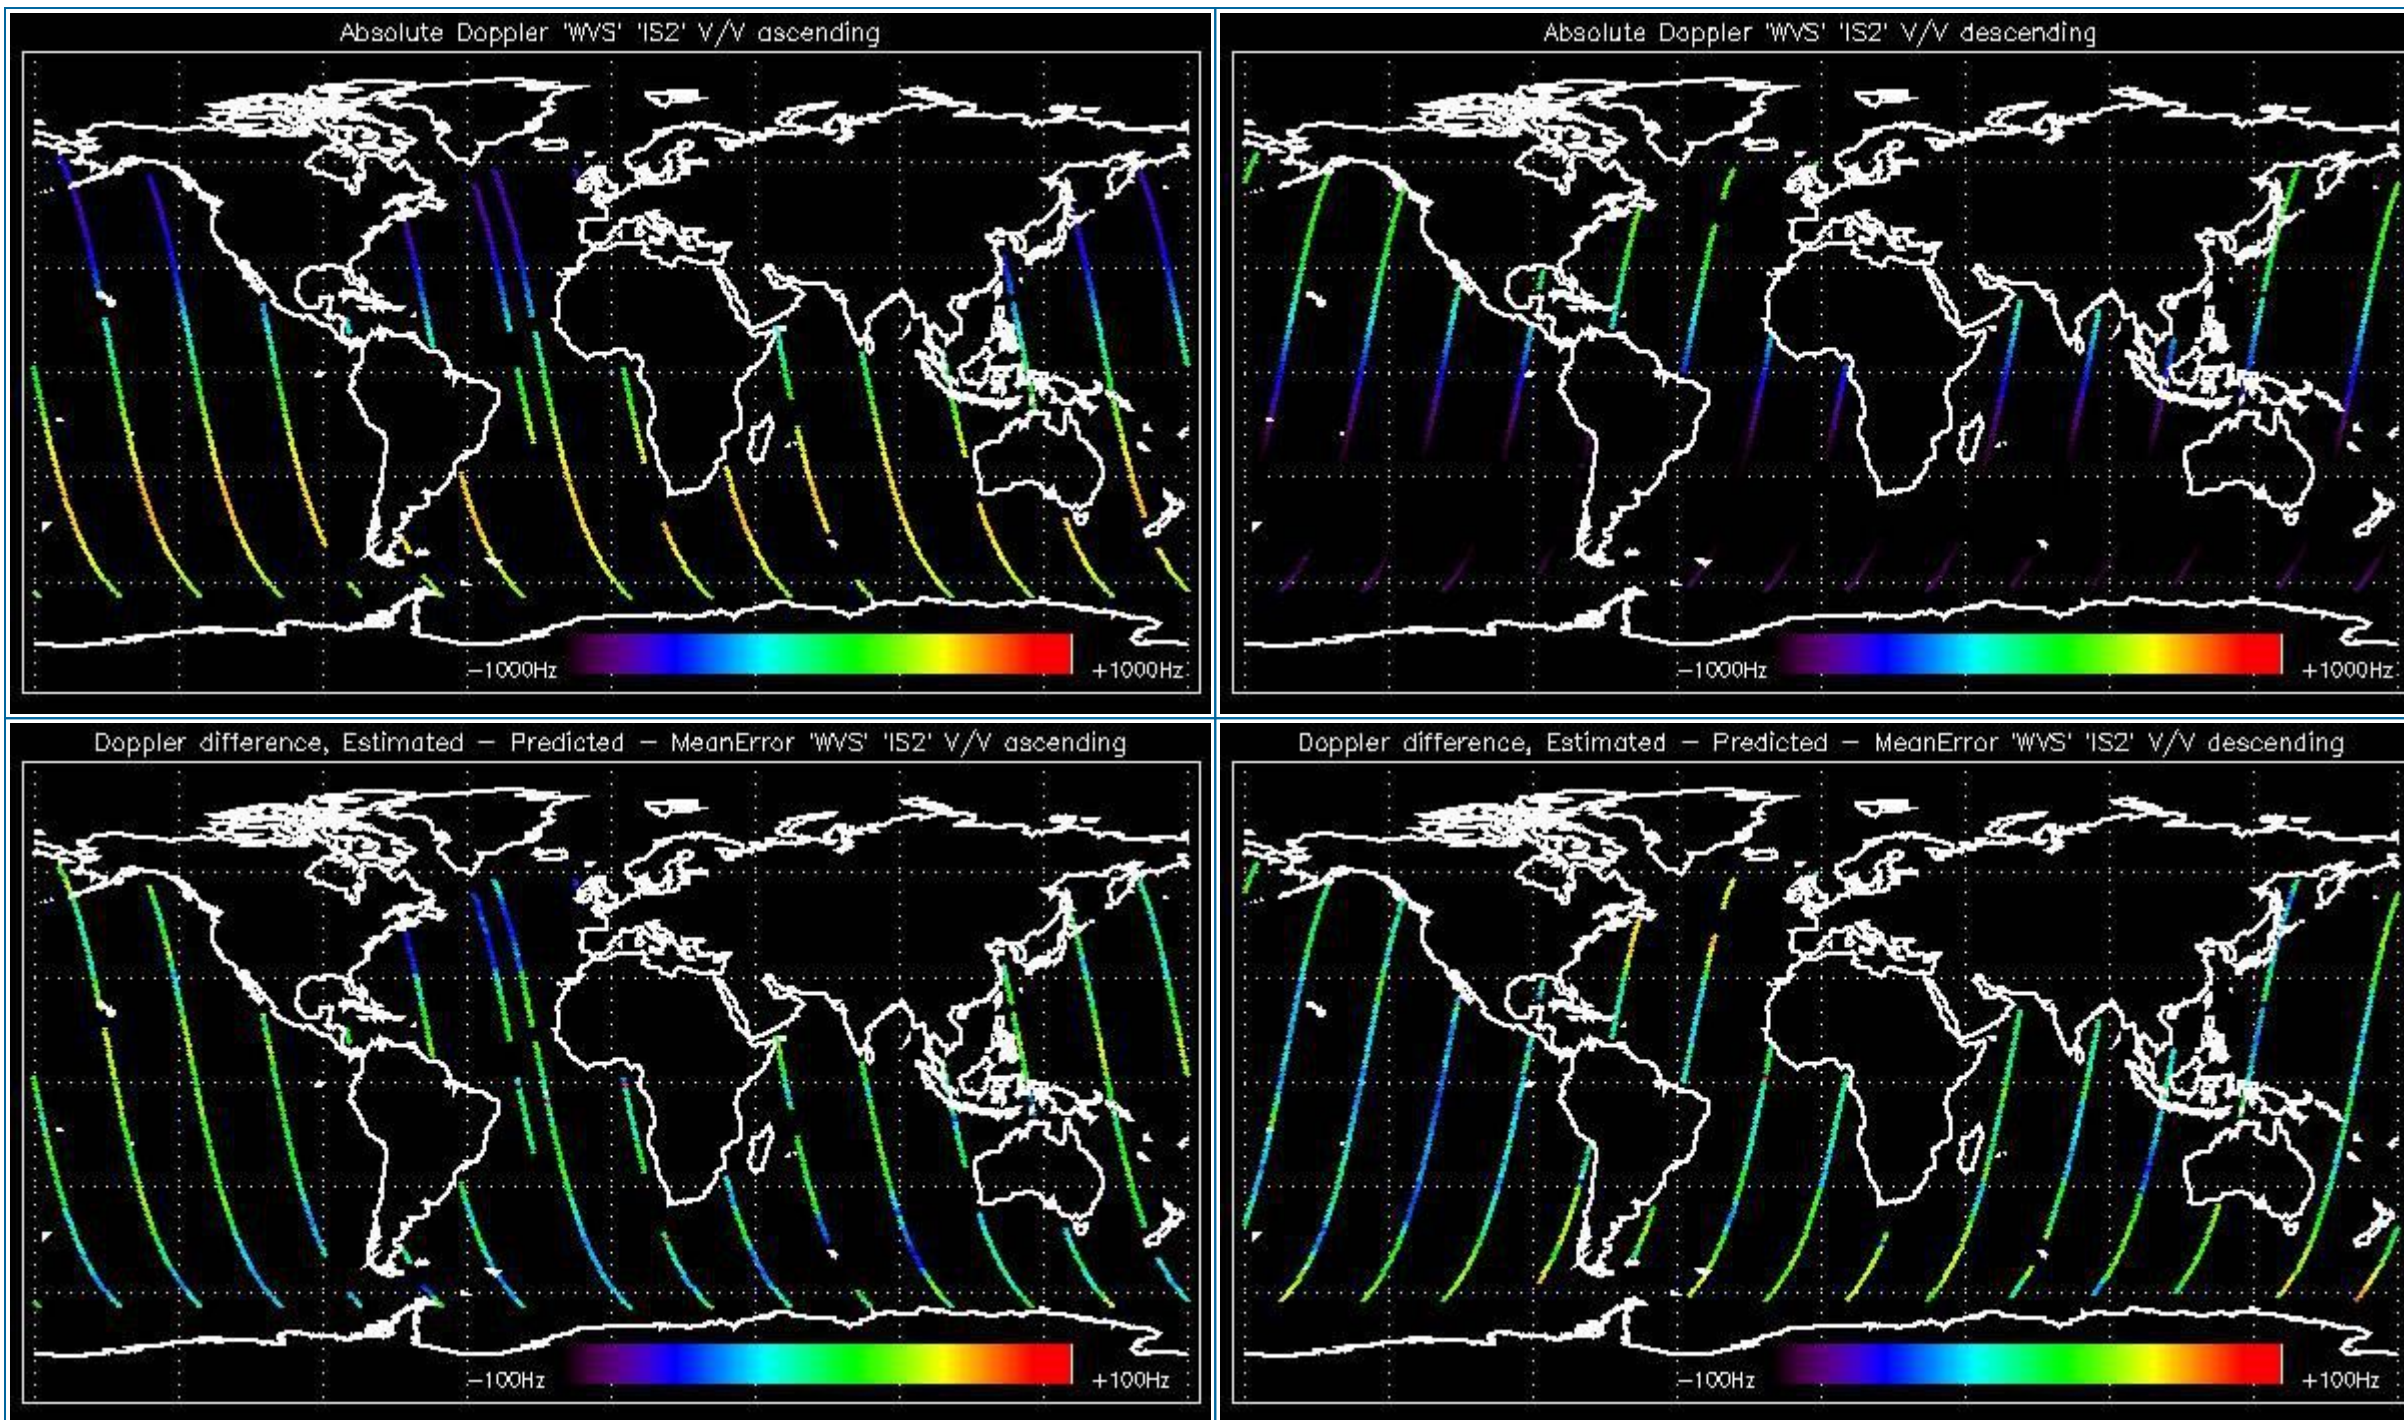 Absolute Doppler 'WVS' 'IS2' V/V ascending
-1000Hz
+1000Hz
Absolute Doppler 'WVS' 'IS2' V/V descending
-1000Hz
+1000Hz
Doppler difference, Estimated - Predicted - MeanError 'WVS' 'IS2' V/V ascending
-100Hz
+100Hz
Doppler difference, Estimated - Predicted - MeanError 'WVS' 'IS2' V/V descending
-100Hz
+100Hz